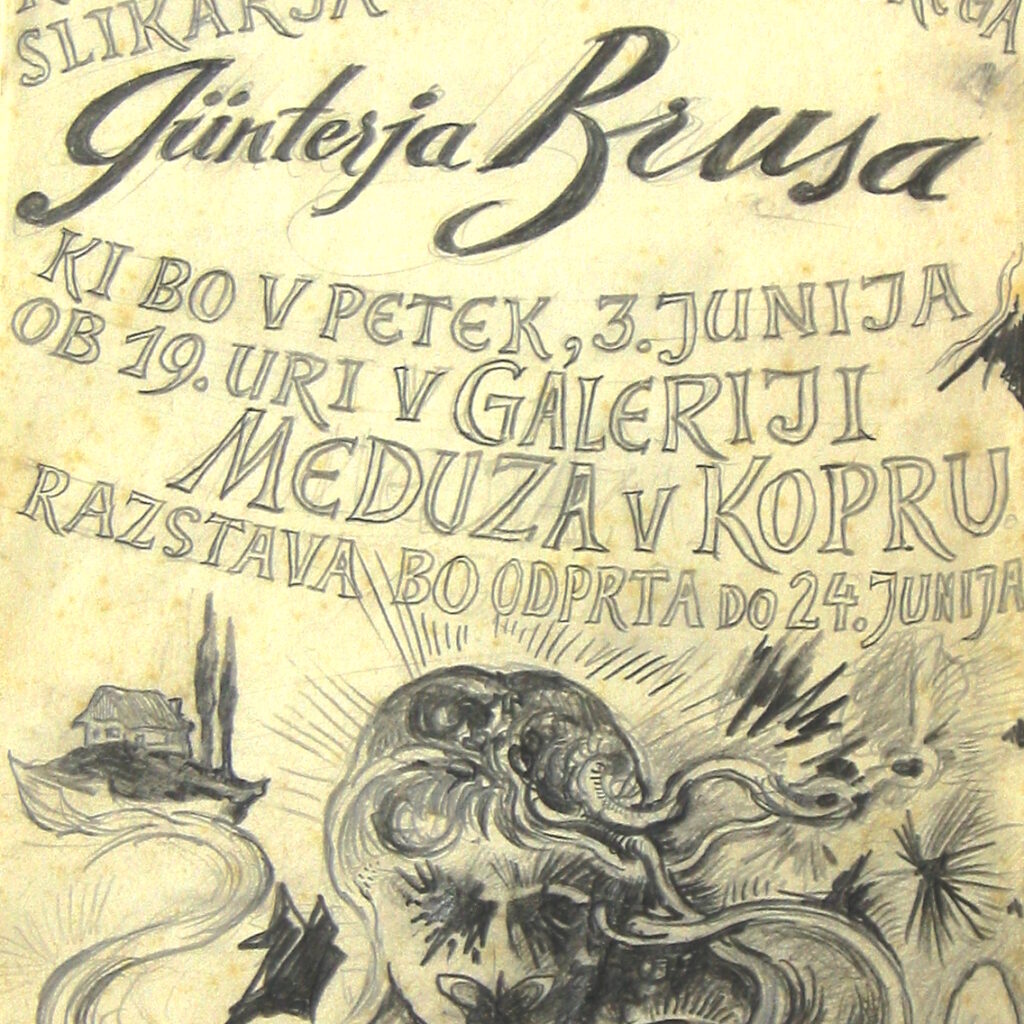 SLIKARJA
Günterja Brusa
KI BO V PETEK, 3. JUNIJA
OB 19. URI V GALERIJI
MEDUZA V KOPRU.
RAZSTAVA BO ODPRTA DO 24. JUNIJA